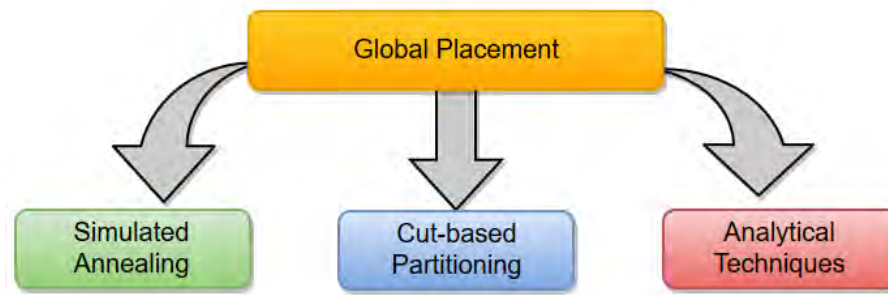 Global Placement
Simulated
Annealing
Cut-based
Partitioning
Analytical
Techniques